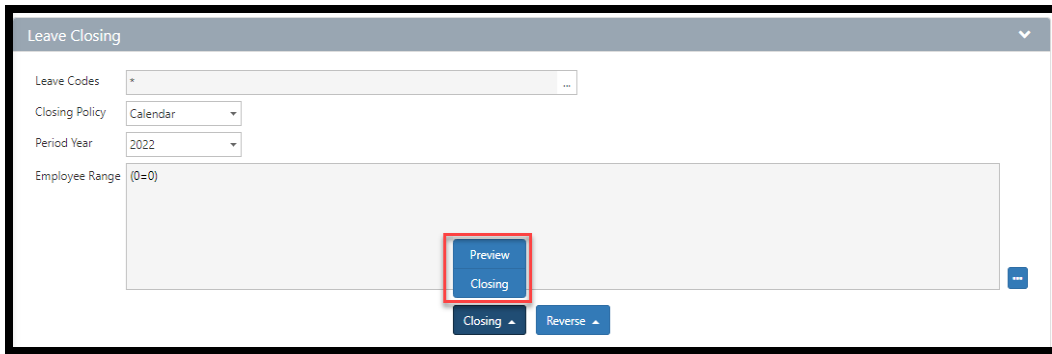 Leave Closing
Leave Codes * ...
Closing Policy Calendar
Period Year 2022
Employee Range (0=0)
Preview
Closing
Closing Reverse